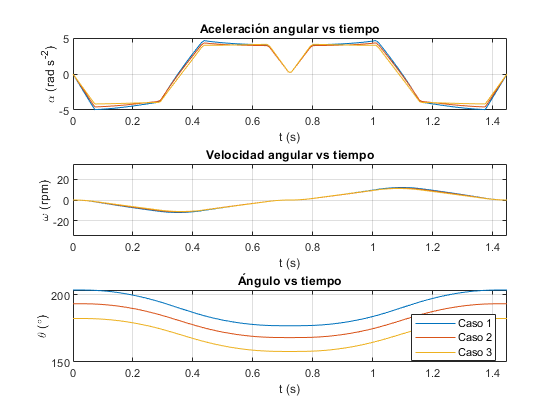 Aceleración angular vs tiempo
α (rad s⁻²)
5
0
-5
0 0.2 0.4 0.6 0.8 1 1.2 1.4
t (s)
Velocidad angular vs tiempo
ω (rpm)
20
0
-20
0 0.2 0.4 0.6 0.8 1 1.2 1.4
t (s)
Ángulo vs tiempo
θ (°)
200
150
Caso 1
Caso 2
Caso 3
0 0.2 0.4 0.6 0.8 1 1.2 1.4
t (s)